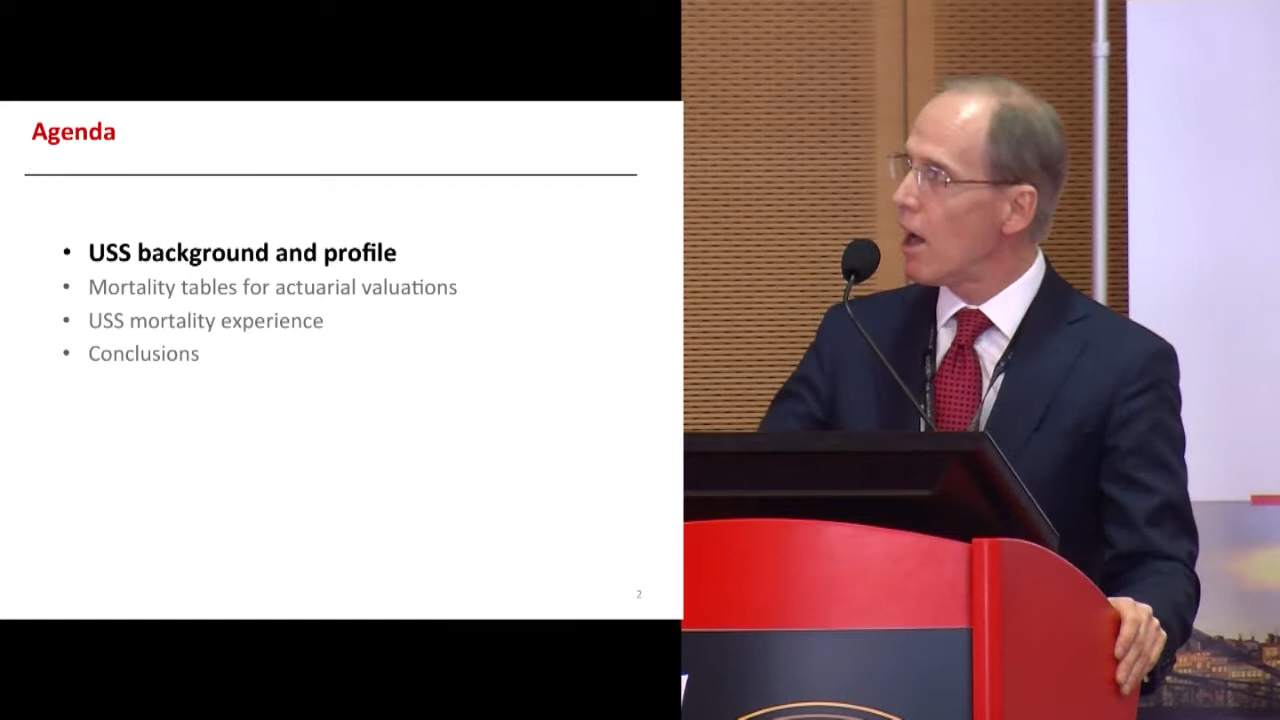 Agenda
• USS background and profile
• Mortality tables for actuarial valuations
• USS mortality experience
• Conclusions
2